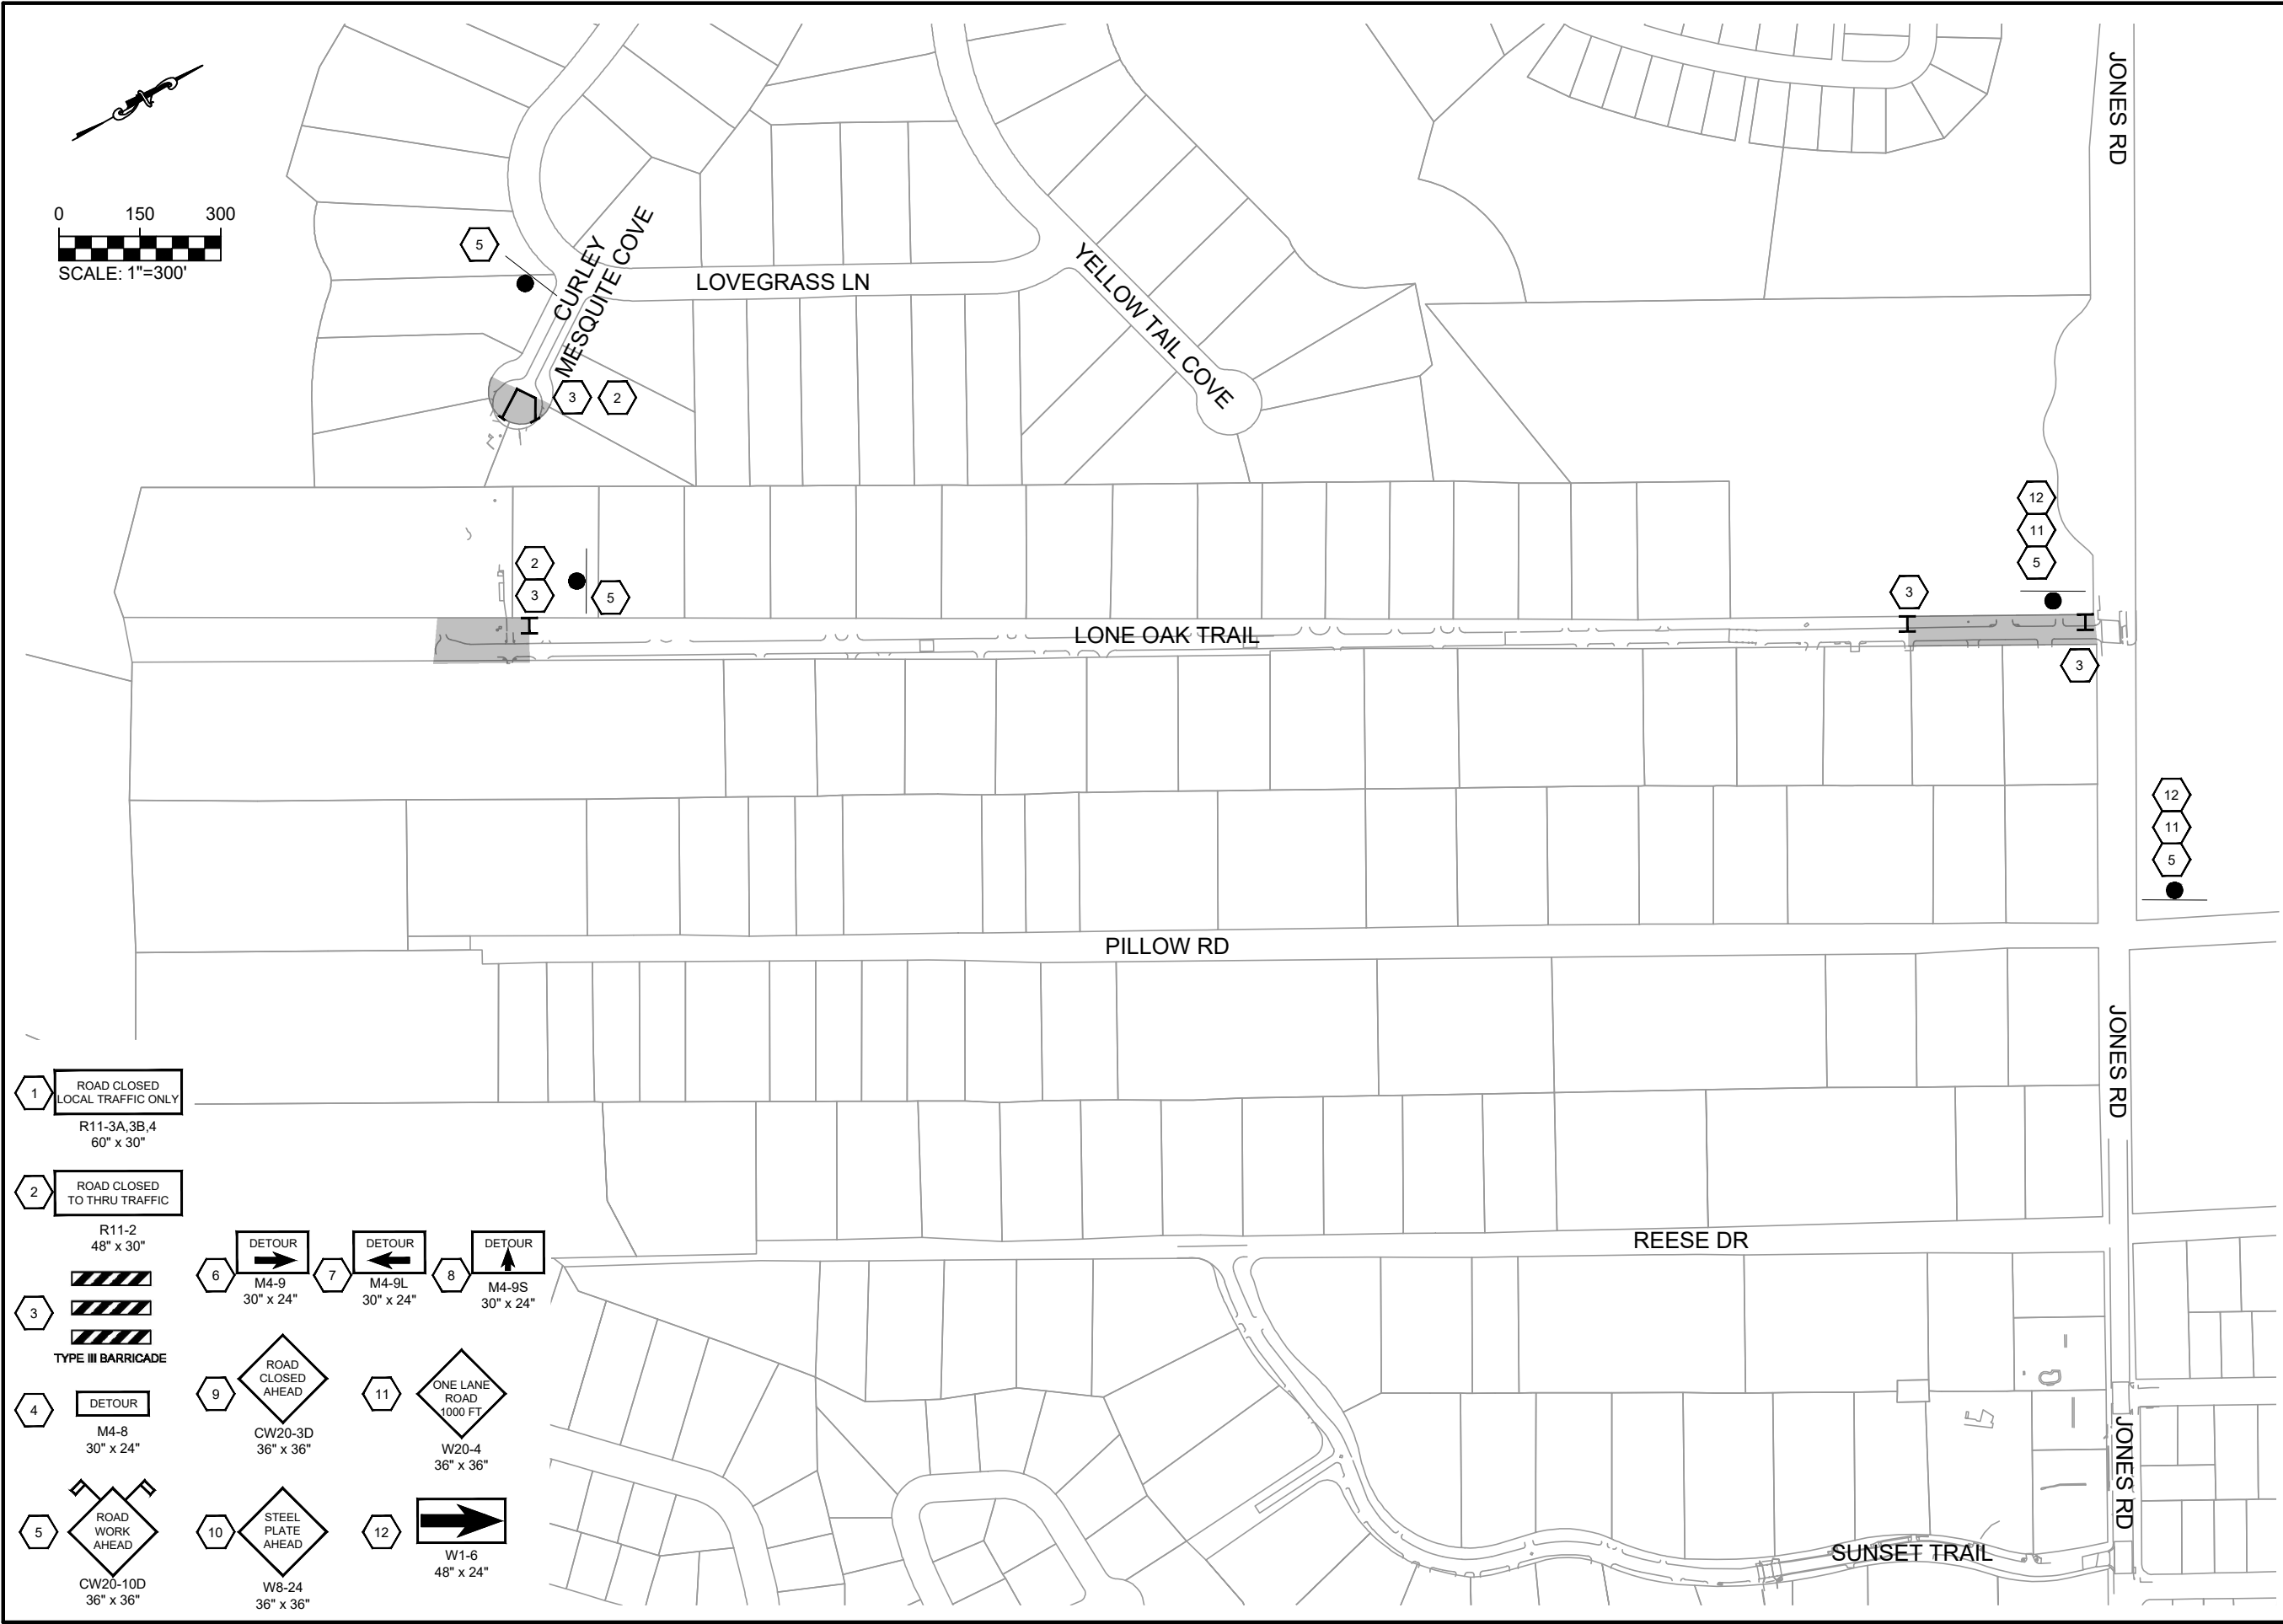 JONES RD
0 150 300
SCALE: 1"=300'
5
CURLEY
MESQUITE COVE
LOVEGRASS LN
YELLOW TAIL COVE
3
2
12
11
5
2
3
5
3
LONE OAK TRAIL
3
12
11
5
PILLOW RD
JONES RD
1
ROAD CLOSED
LOCAL TRAFFIC ONLY
R11-3A,3B,4
60" x 30"
2
ROAD CLOSED
TO THRU TRAFFIC
R11-2
48" x 30"
3
TYPE III BARRICADE
4
DETOUR
M4-8
30" x 24"
5
ROAD
WORK
AHEAD
CW20-10D
36" x 36"
6
DETOUR
M4-9
30" x 24"
7
DETOUR
M4-9L
30" x 24"
8
DETOUR
M4-9S
30" x 24"
9
ROAD
CLOSED
AHEAD
CW20-3D
36" x 36"
10
STEEL
PLATE
AHEAD
W8-24
36" x 36"
11
ONE LANE
ROAD
1000 FT
W20-4
36" x 36"
12
W1-6
48" x 24"
REESE DR
JONES RD
SUNSET TRAIL